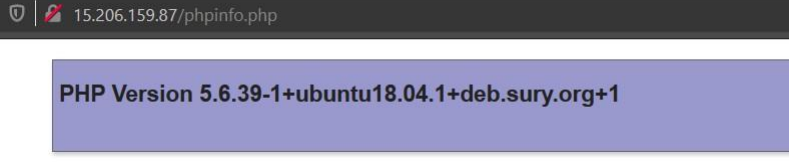 15.206.159.87/phpinfo.php
PHP Version 5.6.39-1+ubuntu18.04.1+deb.sury.org+1